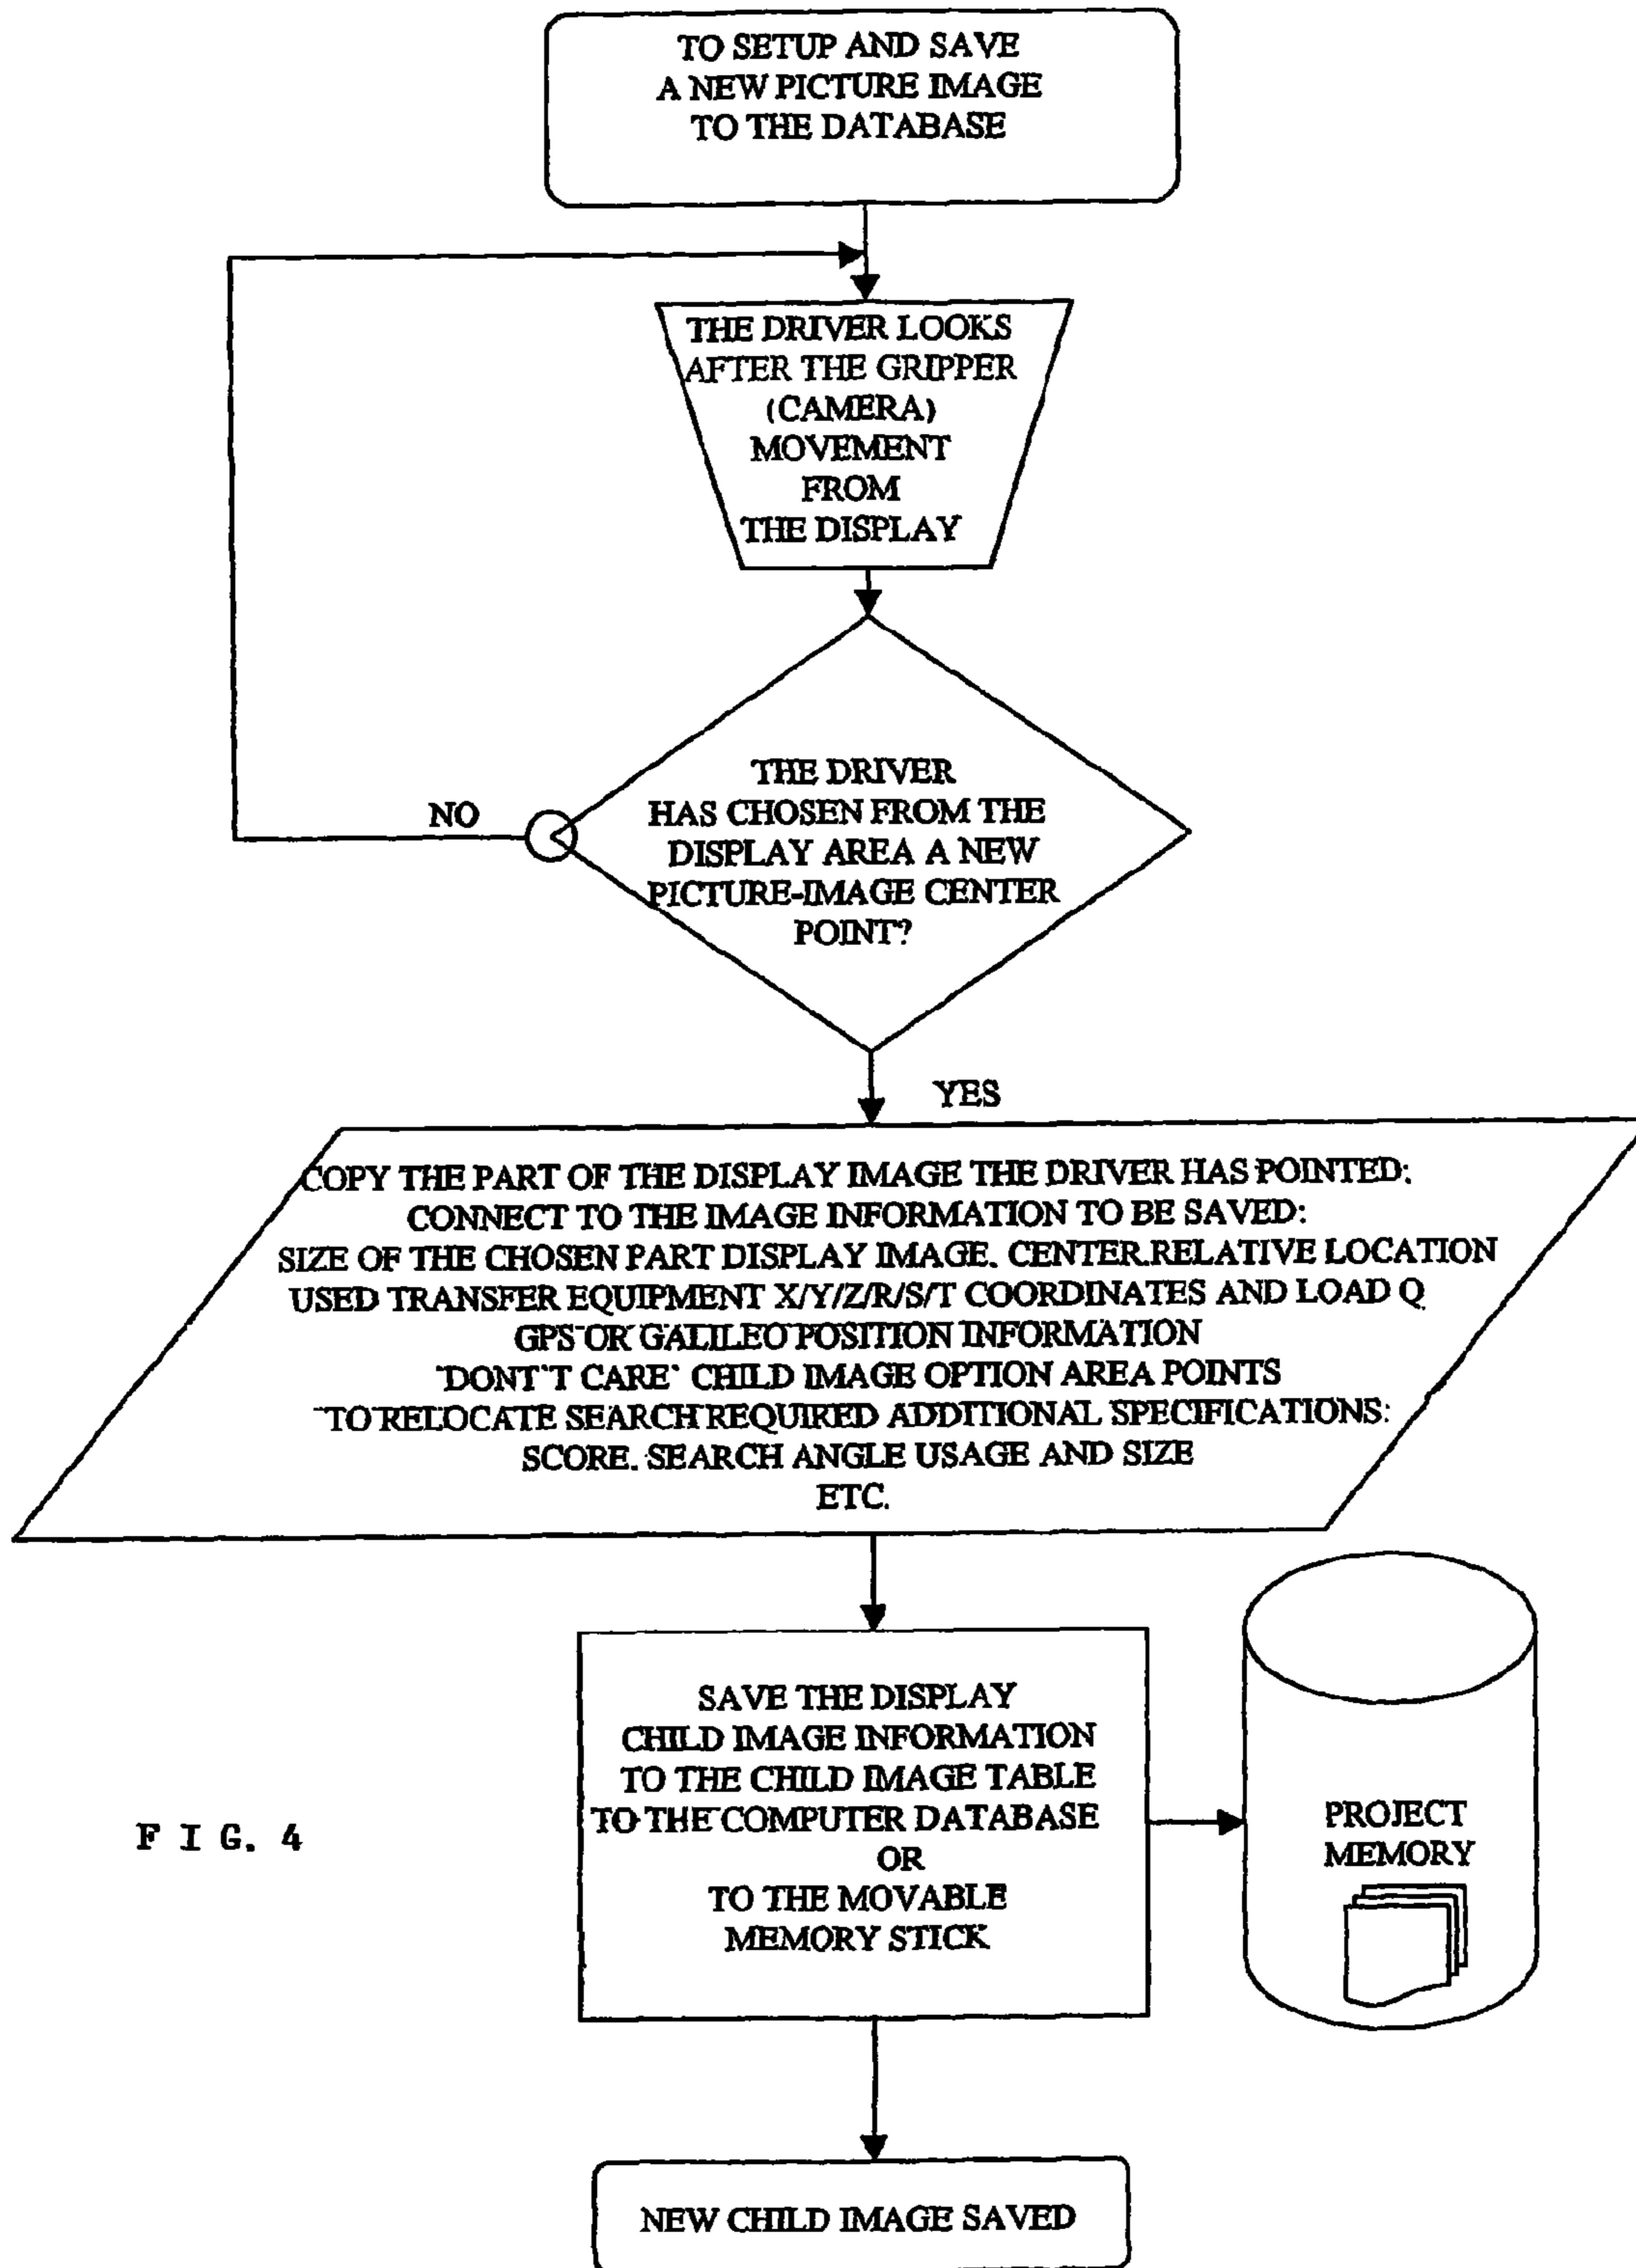 TO SETUP AND SAVE
A NEW PICTURE IMAGE
TO THE DATABASE
THE DRIVER LOOKS
AFTER THE GRIPPER
(CAMERA)
MOVEMENT
FROM
THE DISPLAY
THE DRIVER
HAS CHOSEN FROM THE
DISPLAY AREA A NEW
PICTURE-IMAGE CENTER
POINT?
NO
YES
COPY THE PART OF THE DISPLAY IMAGE THE DRIVER HAS POINTED:
CONNECT TO THE IMAGE INFORMATION TO BE SAVED:
SIZE OF THE CHOSEN PART DISPLAY IMAGE. CENTER.RELATIVE LOCATION
USED TRANSFER EQUIPMENT X/Y/Z/R/S/T COORDINATES AND LOAD Q
GPS OR GALILEO POSITION INFORMATION
"DONT'T CARE" CHILD IMAGE OPTION AREA POINTS
TO RELOCATE SEARCH REQUIRED ADDITIONAL SPECIFICATIONS:
SCORE. SEARCH ANGLE USAGE AND SIZE
ETC.
SAVE THE DISPLAY
CHILD IMAGE INFORMATION
TO THE CHILD IMAGE TABLE
TO THE COMPUTER DATABASE
OR
TO THE MOVABLE
MEMORY STICK
PROJECT
MEMORY
FIG. 4
NEW CHILD IMAGE SAVED